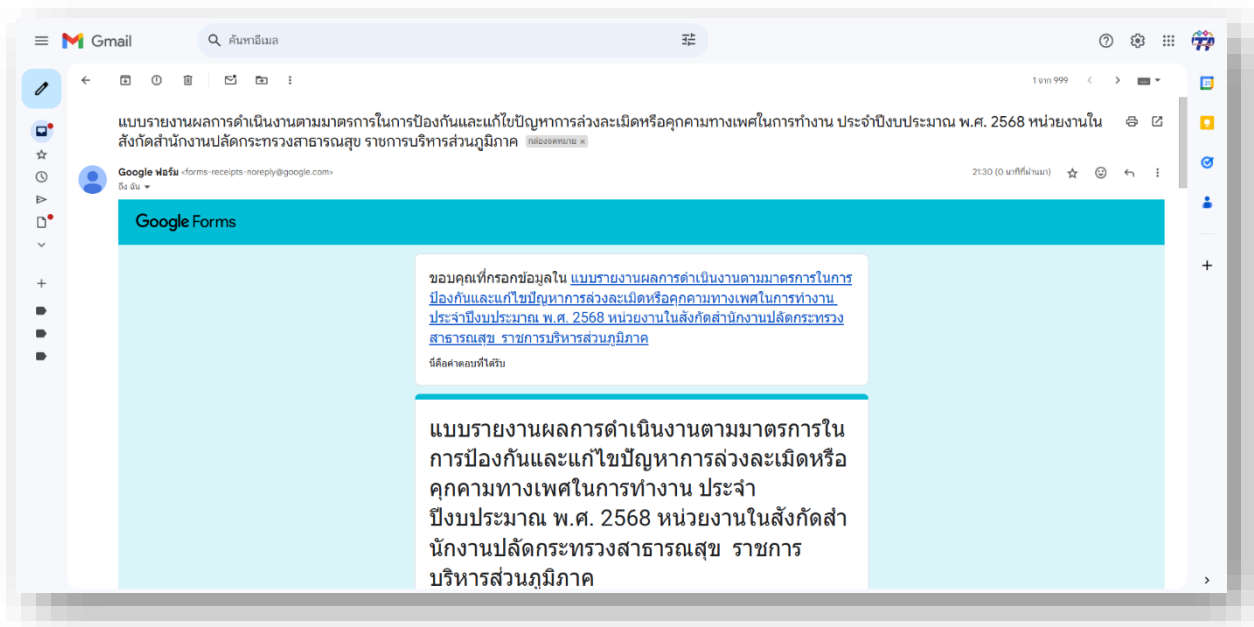 Gmail
ค้นหาอีเมล
1 จาก 999
แบบรายงานผลการดำเนินงานตามมาตรการในการป้องกันและแก้ไขปัญหาการล่วงละเมิดหรือคุกคามทางเพศในการทำงาน ประจำปีงบประมาณ พ.ศ. 2568 หน่วยงานใน
สังกัดสำนักงานปลัดกระทรวงสาธารณสุข ราชการบริหารส่วนภูมิภาค กล่องจดหมาย ×
Google ฟอร์ม <forms-receipts-noreply@google.com>
21:30 (0 นาทีที่ผ่านมา)
ถึง ฉัน
Google Forms
ขอบคุณที่กรอกข้อมูลใน แบบรายงานผลการดำเนินงานตามมาตรการในการ
ป้องกันและแก้ไขปัญหาการล่วงละเมิดหรือคุกคามทางเพศในการทำงาน
ประจำปีงบประมาณ พ.ศ. 2568 หน่วยงานในสังกัดสำนักงานปลัดกระทรวง
สาธารณสุข ราชการบริหารส่วนภูมิภาค
นี่คือคำตอบที่ได้รับ
แบบรายงานผลการดำเนินงานตามมาตรการใน
การป้องกันและแก้ไขปัญหาการล่วงละเมิดหรือ
คุกคามทางเพศในการทำงาน ประจำ
ปีงบประมาณ พ.ศ. 2568 หน่วยงานในสังกัดสำ
นักงานปลัดกระทรวงสาธารณสุข ราชการ
บริหารส่วนภูมิภาค